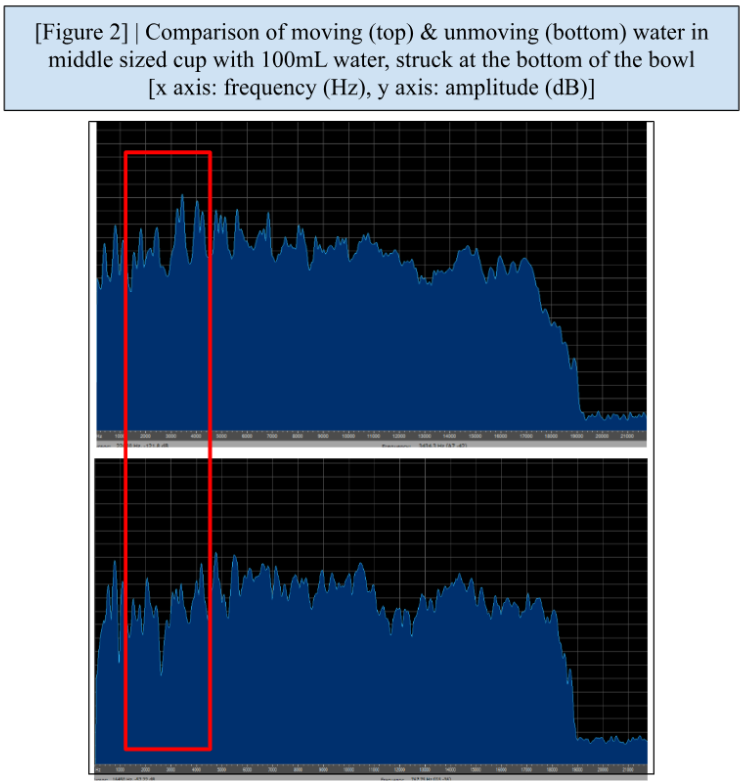 [Figure 2] | Comparison of moving (top) & unmoving (bottom) water in
middle sized cup with 100mL water, struck at the bottom of the bowl
[x axis: frequency (Hz), y axis: amplitude (dB)]
Hz 1000 2000 3000 4000 5000 6000 7000 8000 9000 10000 11000 12000 13000 14000 15000 16000 17000 18000 19000 20000 21000
Hz 1000 2000 3000 4000 5000 6000 7000 8000 9000 10000 11000 12000 13000 14000 15000 16000 17000 18000 19000 20000 21000